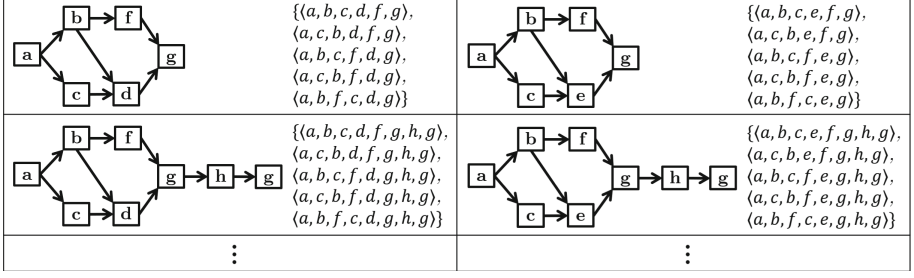 b f
a g
c d
{⟨a, b, c, d, f, g⟩,
⟨a, c, b, d, f, g⟩,
⟨a, b, c, f, d, g⟩,
⟨a, c, b, f, d, g⟩,
⟨a, b, f, c, d, g⟩}
b f
a g
c e
{⟨a, b, c, e, f, g⟩,
⟨a, c, b, e, f, g⟩,
⟨a, b, c, f, e, g⟩,
⟨a, c, b, f, e, g⟩,
⟨a, b, f, c, e, g⟩}
b f
a g h g
c d
{⟨a, b, c, d, f, g, h, g⟩,
⟨a, c, b, d, f, g, h, g⟩,
⟨a, b, c, f, d, g, h, g⟩,
⟨a, c, b, f, d, g, h, g⟩,
⟨a, b, f, c, d, g, h, g⟩}
b f
a g h g
c e
{⟨a, b, c, e, f, g, h, g⟩,
⟨a, c, b, e, f, g, h, g⟩,
⟨a, b, c, f, e, g, h, g⟩,
⟨a, c, b, f, e, g, h, g⟩,
⟨a, b, f, c, e, g, h, g⟩}
⋮ ⋮